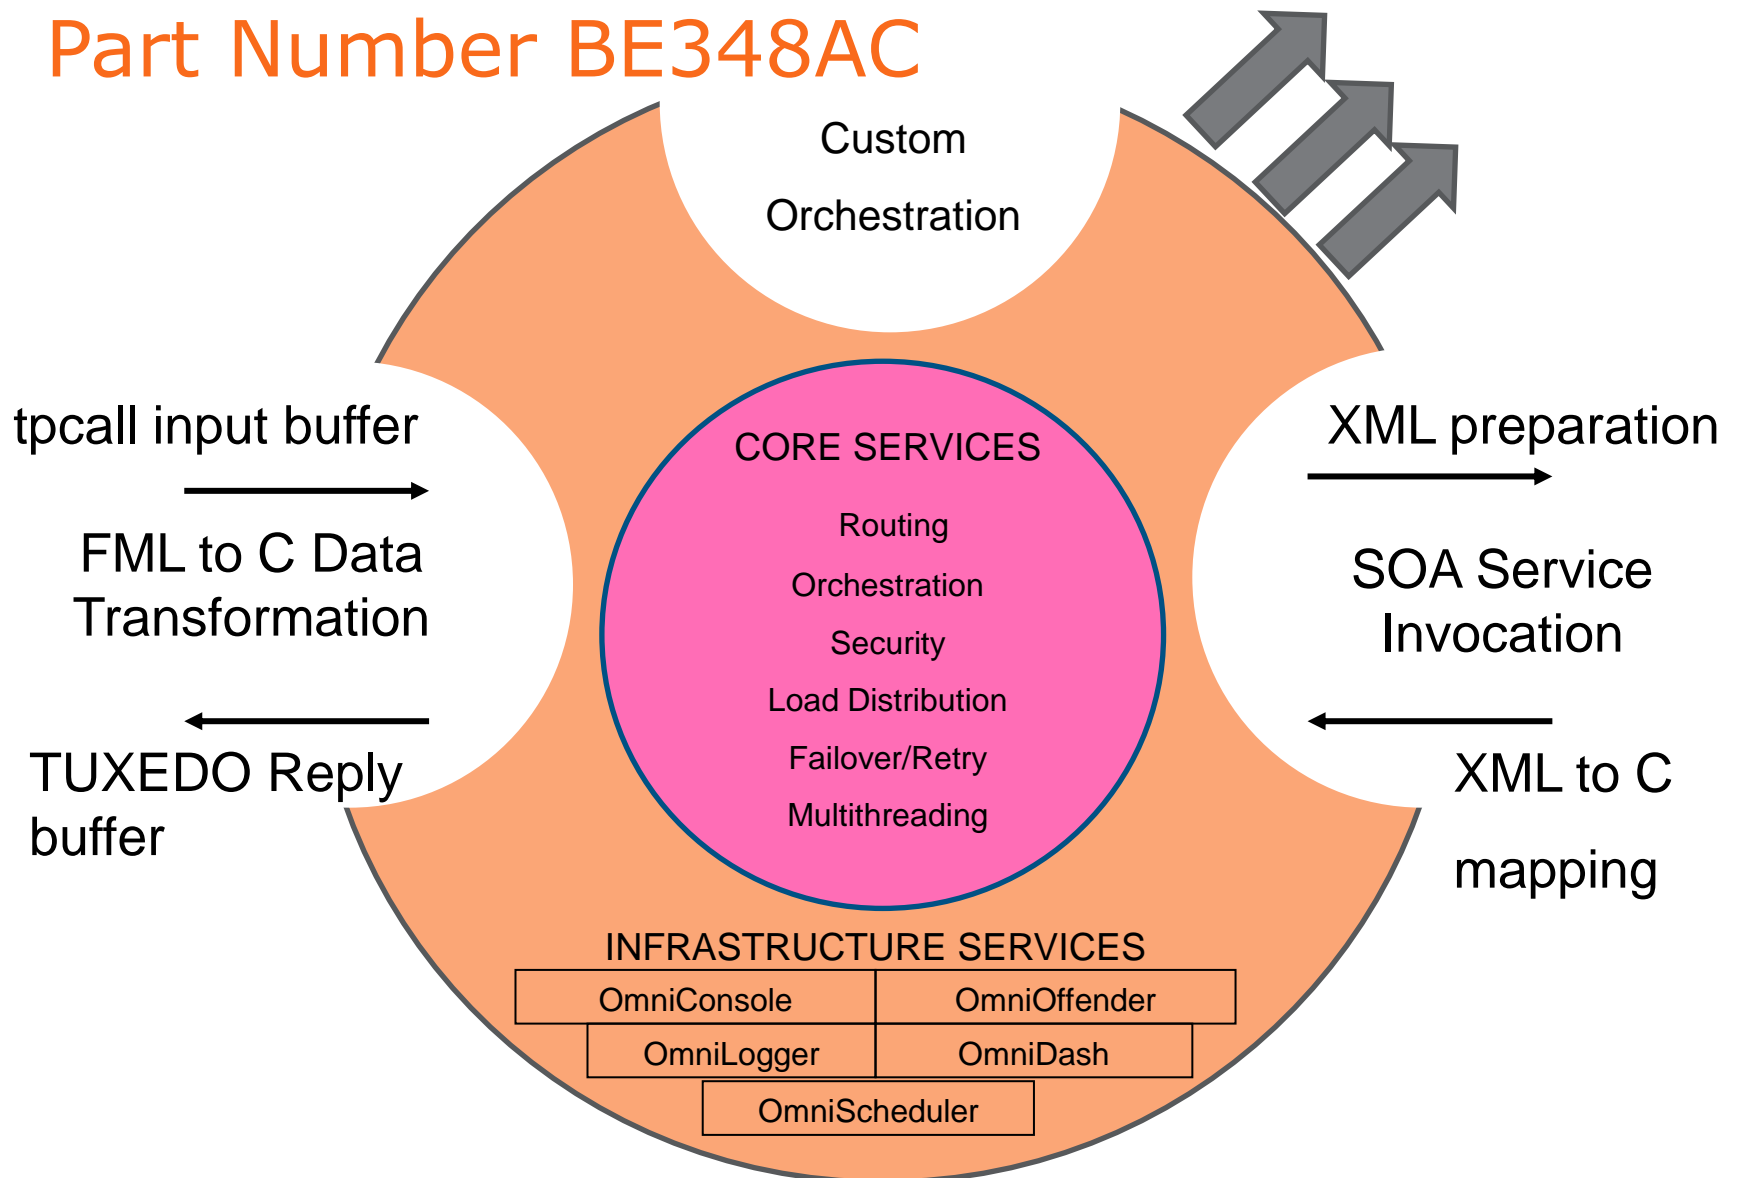 Part Number BE348AC
Custom
Orchestration
tpcall input buffer
FML to C Data
Transformation
TUXEDO Reply
buffer
CORE SERVICES
Routing
Orchestration
Security
Load Distribution
Failover/Retry
Multithreading
XML preparation
SOA Service
Invocation
XML to C
mapping
INFRASTRUCTURE SERVICES
OmniConsole
OmniOffender
OmniLogger
OmniDash
OmniScheduler